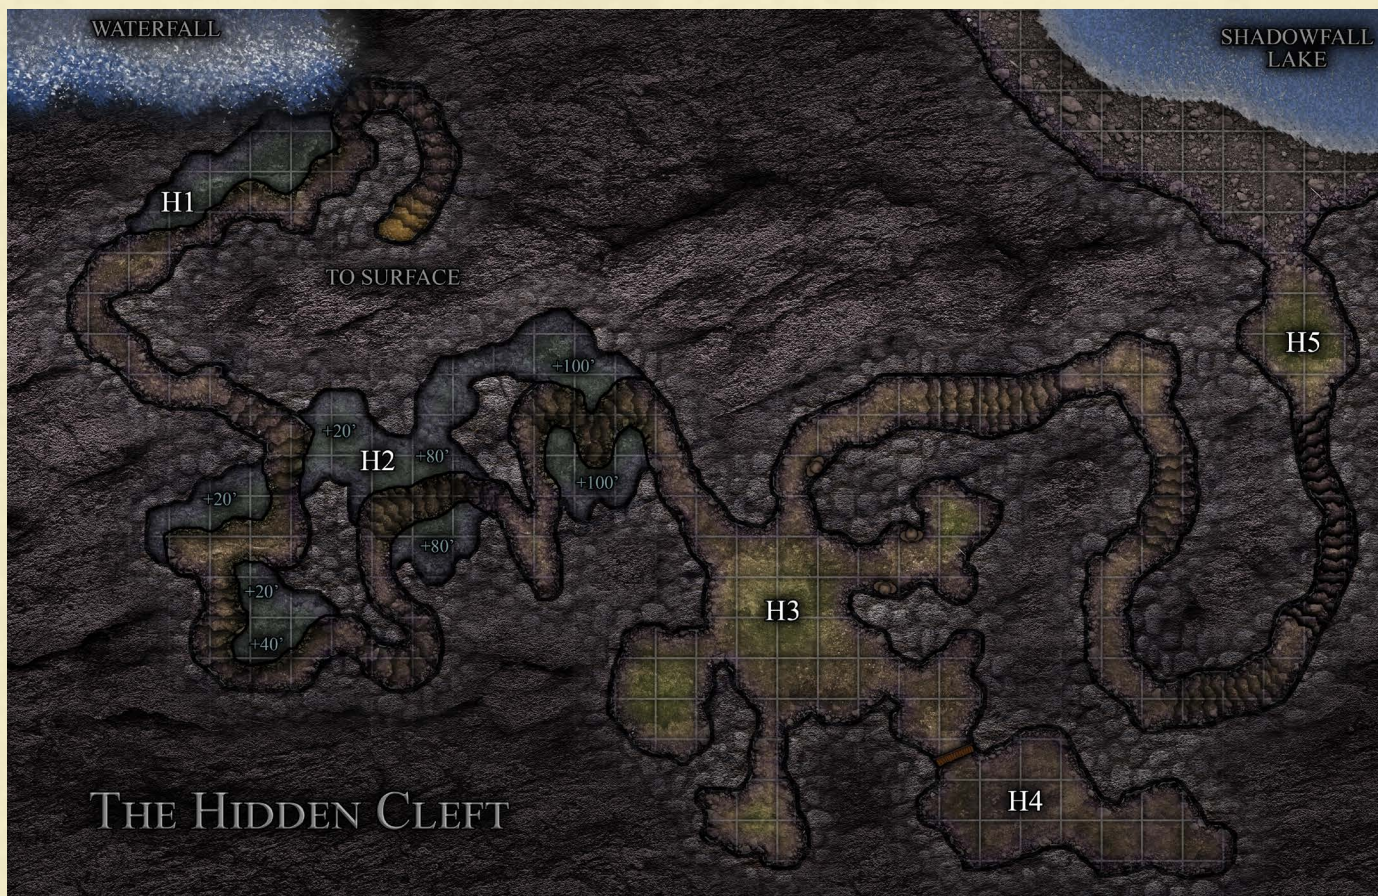 WATERFALL
SHADOWFALL
LAKE
H1
TO SURFACE
H5
+100’
+20’
H2
+80’
+100’
+20’
+80’
+20’
H3
+40’
H4
THE HIDDEN CLEFT